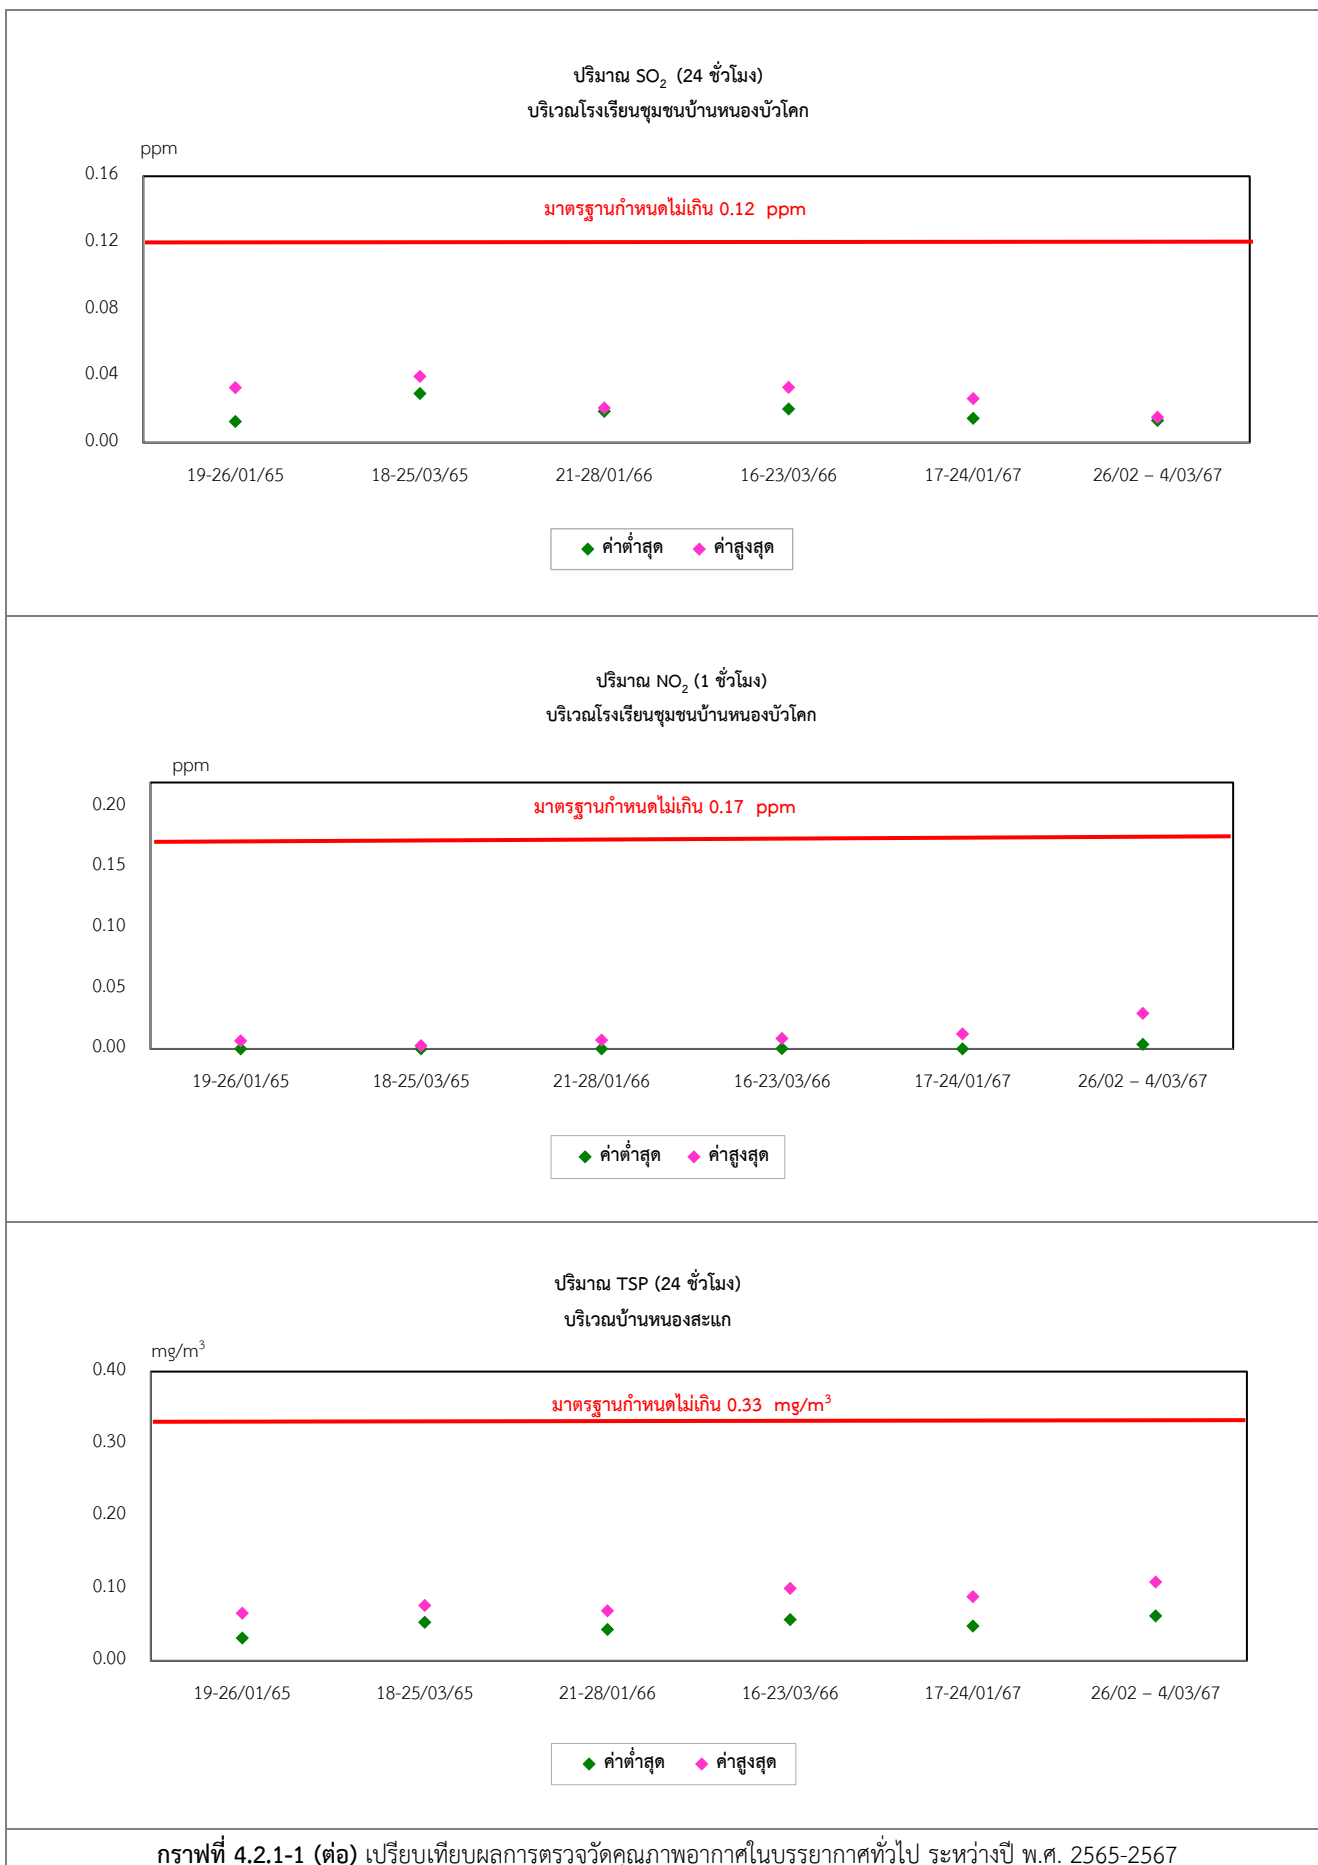 ปริมาณ SO2 (24 ชั่วโมง)
บริเวณโรงเรียนชุมชนบ้านหนองบัวโคก
ppm
0.16
มาตรฐานกำหนดไม่เกิน 0.12 ppm
0.12
0.08
0.04
0.00
19-26/01/65 18-25/03/65 21-28/01/66 16-23/03/66 17-24/01/67 26/02 – 4/03/67
ค่าต่ำสุด ค่าสูงสุด
ปริมาณ NO2 (1 ชั่วโมง)
บริเวณโรงเรียนชุมชนบ้านหนองบัวโคก
ppm
0.20
มาตรฐานกำหนดไม่เกิน 0.17 ppm
0.15
0.10
0.05
0.00
19-26/01/65 18-25/03/65 21-28/01/66 16-23/03/66 17-24/01/67 26/02 – 4/03/67
ค่าต่ำสุด ค่าสูงสุด
ปริมาณ TSP (24 ชั่วโมง)
บริเวณบ้านหนองสะแก
mg/m3
0.40
มาตรฐานกำหนดไม่เกิน 0.33 mg/m3
0.30
0.20
0.10
0.00
19-26/01/65 18-25/03/65 21-28/01/66 16-23/03/66 17-24/01/67 26/02 – 4/03/67
ค่าต่ำสุด ค่าสูงสุด
กราฟที่ 4.2.1-1 (ต่อ) เปรียบเทียบผลการตรวจวัดคุณภาพอากาศในบรรยากาศทั่วไป ระหว่างปี พ.ศ. 2565-2567